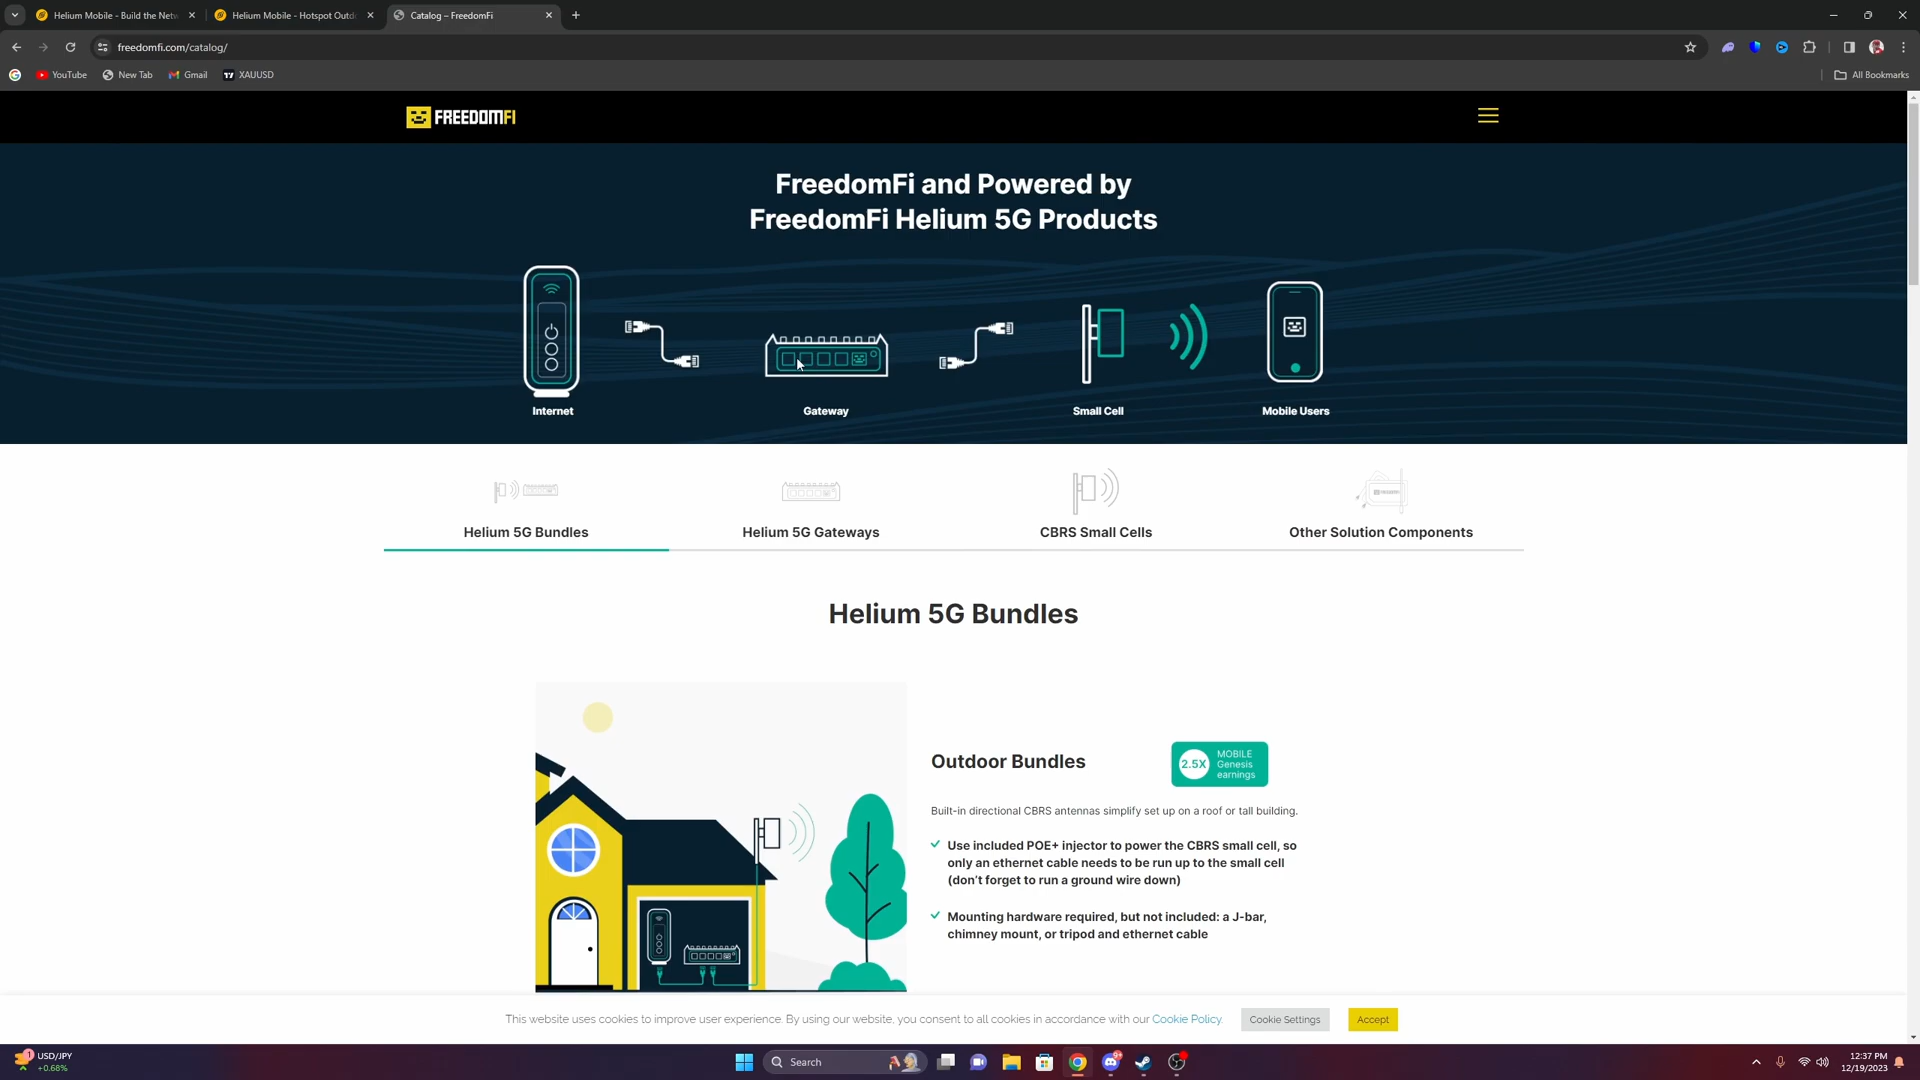 Helium Mobile - Build the Netw
Helium Mobile - Hotspot Outd
Catalog – FreedomFi
freedomfi.com/catalog/
YouTube
New Tab
Gmail
XAUUSD
All Bookmarks
FREEDOMFI
FreedomFi and Powered by
FreedomFi Helium 5G Products
Internet
Gateway
Small Cell
Mobile Users
Helium 5G Bundles
Helium 5G Gateways
CBRS Small Cells
Other Solution Components
Helium 5G Bundles
Outdoor Bundles
2.5X
MOBILE
Genesis
earnings
Built-in directional CBRS antennas simplify set up on a roof or tall building.
Use included POE+ injector to power the CBRS small cell, so
only an ethernet cable needs to be run up to the small cell
(don't forget to run a ground wire down)
Mounting hardware required, but not included: a J-bar,
chimney mount, or tripod and ethernet cable
This website uses cookies to improve user experience. By using our website, you consent to all cookies in accordance with our Cookie Policy.
Cookie Settings
Accept
1
USD/JPY
+0.68%
Search
12:37 PM
12/19/2023